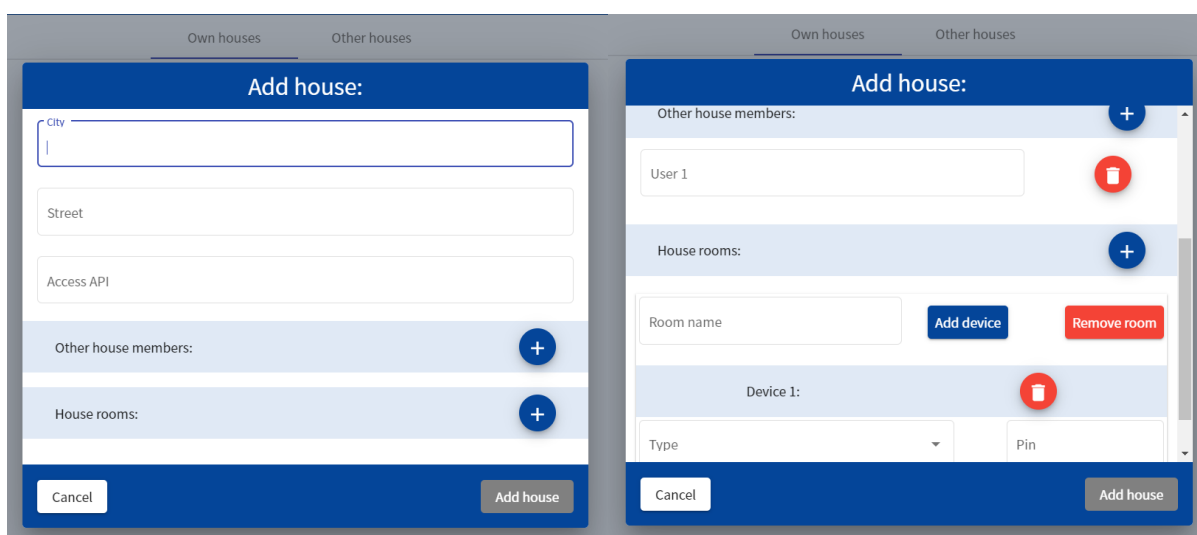 Own houses Other houses
Add house:
City
Street
Access API
Other house members:
House rooms:
Cancel Add house
Own houses Other houses
Add house:
Other house members:
User 1
House rooms:
Room name Add device Remove room
Device 1:
Type Pin
Cancel Add house